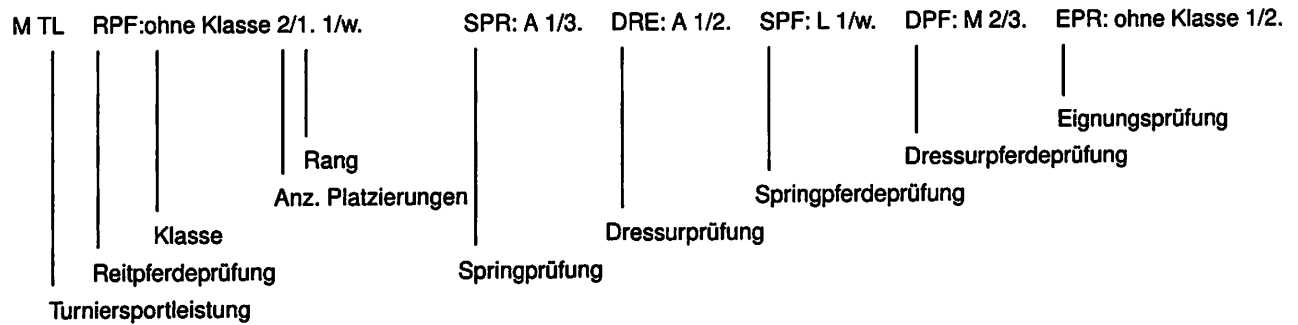 M TL RPF:ohne Klasse 2/1. 1/w. SPR: A 1/3. DRE: A 1/2. SPF: L 1/w. DPF: M 2/3. EPR: ohne Klasse 1/2.
Eignungsprüfung
Rang Dressurpferdeprüfung
Anz. Platzierungen Springpferdeprüfung
Klasse Dressurprüfung
Reitpferdeprüfung Springprüfung
Turniersportleistung